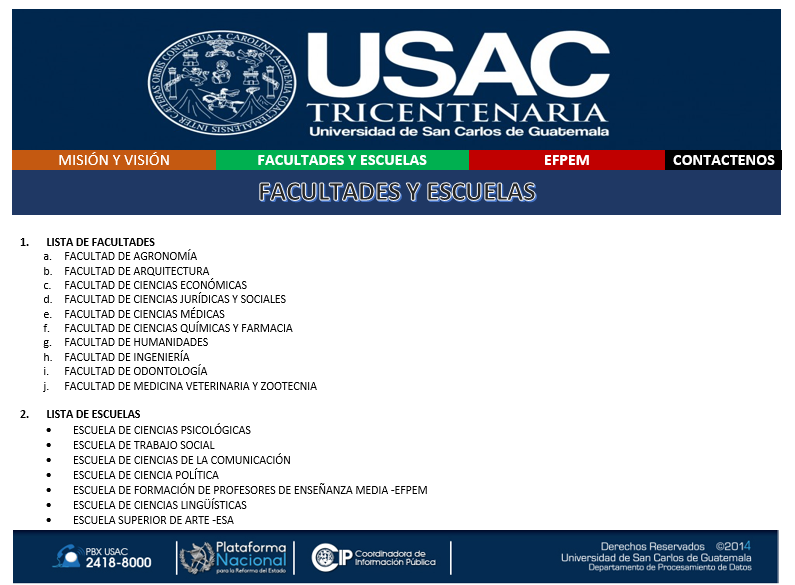 CONSPICUA CAROLINA ACADEMIA COACTEMALENSIS INTER CÆTERAS ORBIS
USAC
TRICENTENARIA
Universidad de San Carlos de Guatemala
MISIÓN Y VISIÓN FACULTADES Y ESCUELAS EFPEM CONTACTENOS
FACULTADES Y ESCUELAS
1. LISTA DE FACULTADES
a. FACULTAD DE AGRONOMÍA
b. FACULTAD DE ARQUITECTURA
c. FACULTAD DE CIENCIAS ECONÓMICAS
d. FACULTAD DE CIENCIAS JURÍDICAS Y SOCIALES
e. FACULTAD DE CIENCIAS MÉDICAS
f. FACULTAD DE CIENCIAS QUÍMICAS Y FARMACIA
g. FACULTAD DE HUMANIDADES
h. FACULTAD DE INGENIERÍA
i. FACULTAD DE ODONTOLOGÍA
j. FACULTAD DE MEDICINA VETERINARIA Y ZOOTECNIA
2. LISTA DE ESCUELAS
• ESCUELA DE CIENCIAS PSICOLÓGICAS
• ESCUELA DE TRABAJO SOCIAL
• ESCUELA DE CIENCIAS DE LA COMUNICACIÓN
• ESCUELA DE CIENCIA POLÍTICA
• ESCUELA DE FORMACIÓN DE PROFESORES DE ENSEÑANZA MEDIA -EFPEM
• ESCUELA DE CIENCIAS LINGÜÍSTICAS
• ESCUELA SUPERIOR DE ARTE -ESA
PBX USAC
2418-8000
Plataforma
Nacional
para la Reforma del Estado
CIP Coordinadora de
Información Pública
Derechos Reservados ©2014
Universidad de San Carlos de Guatemala
Departamento de Procesamiento de Datos